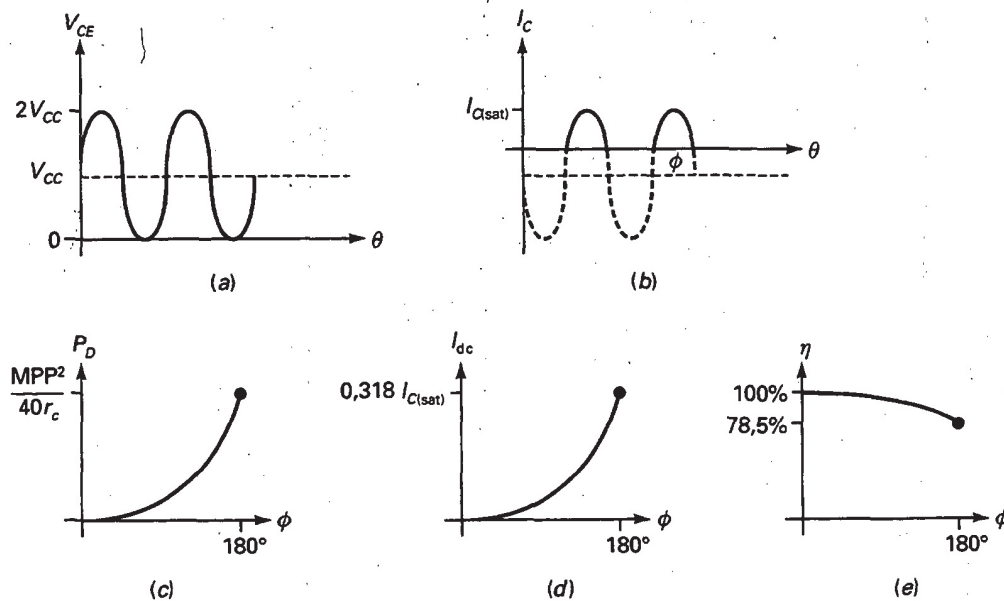 V_CE
2V_CC
V_CC
0
θ
(a)
I_C
I_C(sat)
θ
ϕ
(b)
P_D
MPP²
40r_c
ϕ
180°
(c)
I_dc
0,318 I_C(sat)
ϕ
180°
(d)
η
100%
78,5%
ϕ
180°
(e)